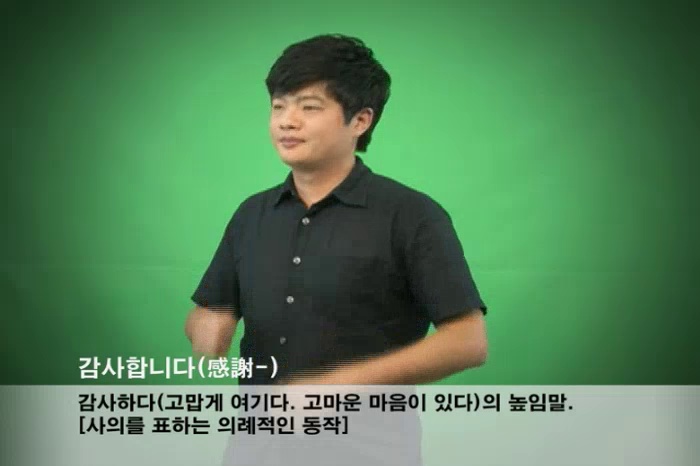 감사합니다(感謝-)
감사하다(고맙게 여기다. 고마운 마음이 있다)의 높임말.
[사의를 표하는 의례적인 동작]